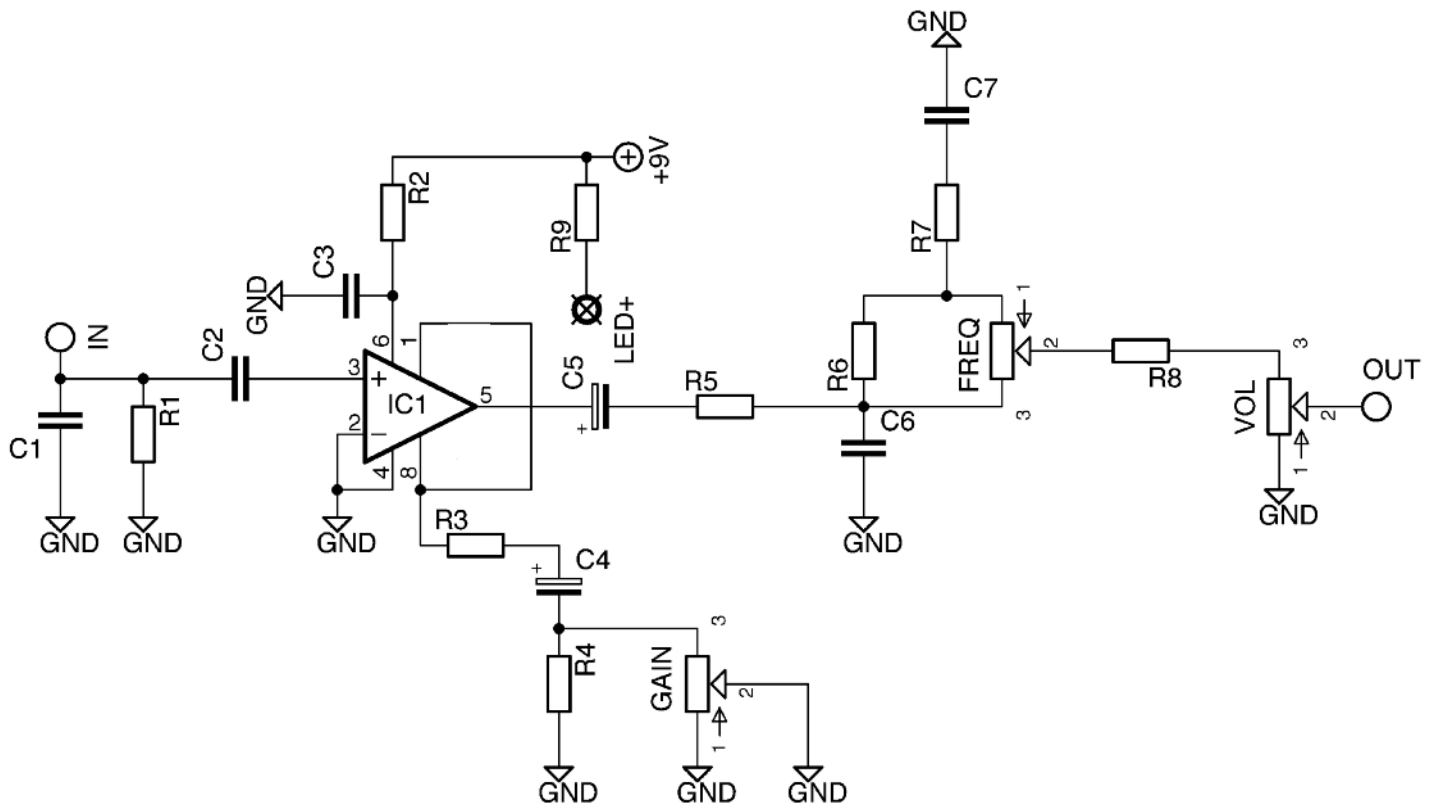 GND
C7
+9V
R2
R9
R7
C3
GND
1
LED+
IN
C2
6
1
C5
R6
FREQ
2
R8
3
OUT
3
+
IC1
5
R5
VOL
2
C1
R1
2
−
+
C6
3
4
8
1
R3
GND
GND
GND
GND
GND
+
C4
3
R4
GAIN
2
1
GND
GND
GND